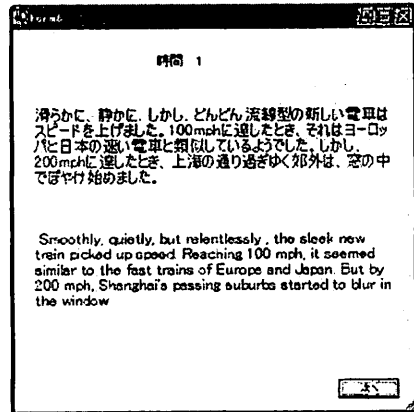 Form6
時間 1
滑らかに、静かに、しかし、どんどん流線型の新しい電車は
スピードを上げました。100mphに達したとき、それはヨーロッ
パと日本の速い電車と類似しているようでした。しかし、
200mphに達したとき、上海の通り過ぎゆく郊外は、窓の中
でぼやけ始めました。
Smoothly, quietly, but relentlessly , the sleek new
train picked up speed. Reaching 100 mph, it seemed
similar to the fast trains of Europe and Japan. But by
200 mph, Shanghai's passing suburbs started to blur in
the window
次へ